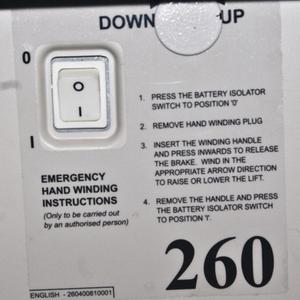 DOWN UP
0
O
I
I
EMERGENCY
HAND WINDING
INSTRUCTIONS
(Only to be carried out
by an authorised person)
1. PRESS THE BATTERY ISOLATOR
SWITCH TO POSITION '0'
2. REMOVE HAND WINDING PLUG
3. INSERT THE WINDING HANDLE
AND PRESS INWARDS TO RELEASE
THE BRAKE. WIND IN THE
APPROPRIATE ARROW DIRECTION
TO RAISE OR LOWER THE LIFT.
4. REMOVE THE HANDLE AND PRESS
THE BATTERY ISOLATOR SWITCH
TO POSITION 'I'.
260
ENGLISH - 260400810001